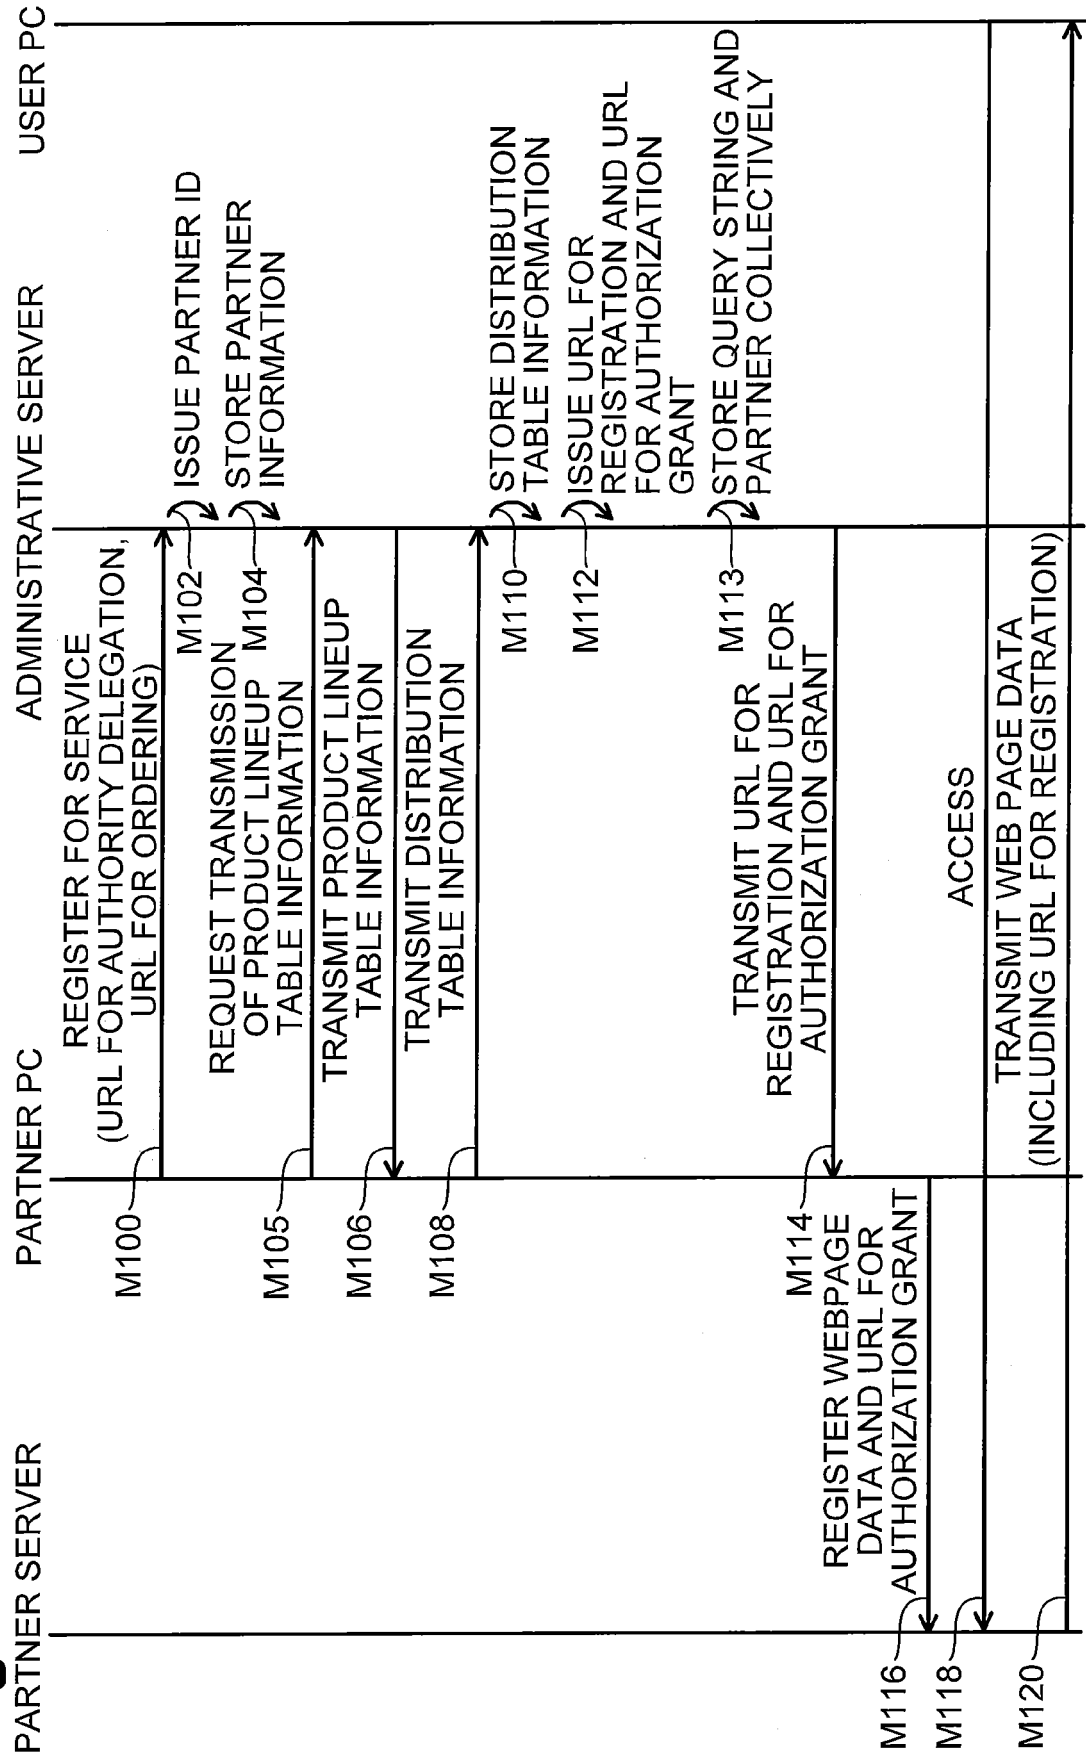 PARTNER SERVER
PARTNER PC
ADMINISTRATIVE SERVER
USER PC
REGISTER FOR SERVICE
(URL FOR AUTHORITY DELEGATION,
URL FOR ORDERING)
M100
ISSUE PARTNER ID
M102
STORE PARTNER
INFORMATION
M104
REQUEST TRANSMISSION
OF PRODUCT LINEUP
TABLE INFORMATION
M105
TRANSMIT PRODUCT LINEUP
TABLE INFORMATION
M106
TRANSMIT DISTRIBUTION
TABLE INFORMATION
M108
STORE DISTRIBUTION
TABLE INFORMATION
M110
ISSUE URL FOR
REGISTRATION AND URL
FOR AUTHORIZATION
GRANT
M112
STORE QUERY STRING AND
PARTNER COLLECTIVELY
M113
TRANSMIT URL FOR
REGISTRATION AND URL FOR
AUTHORIZATION GRANT
M114
REGISTER WEBPAGE
DATA AND URL FOR
AUTHORIZATION GRANT
M116
ACCESS
M118
TRANSMIT WEB PAGE DATA
(INCLUDING URL FOR REGISTRATION)
M120